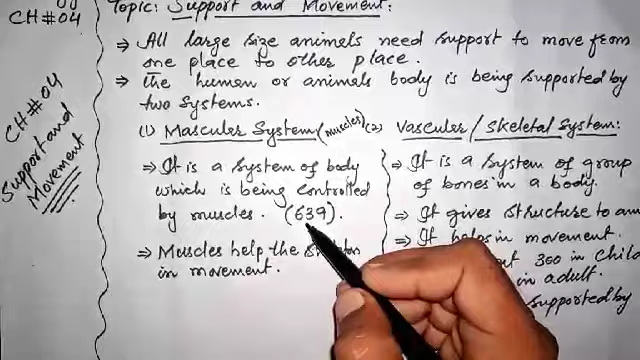 CH#04
Topic: Support and Movement:
⇒ All large size animals need support to move from
one place to other place.
⇒ The human or animals body is being supported by
two systems.
CH#04
Support and
Movement
(1) Mascular System (muscles)
⇒ It is a system of body
which is being controlled
by muscles. (639).
⇒ Muscles help the
in movement.
(2) Vascular / Skeletal System:
⇒ It is a system of group
of bones in a body.
⇒ It gives structure to
⇒ It helps in movement.
300 in
in adult.
supported by